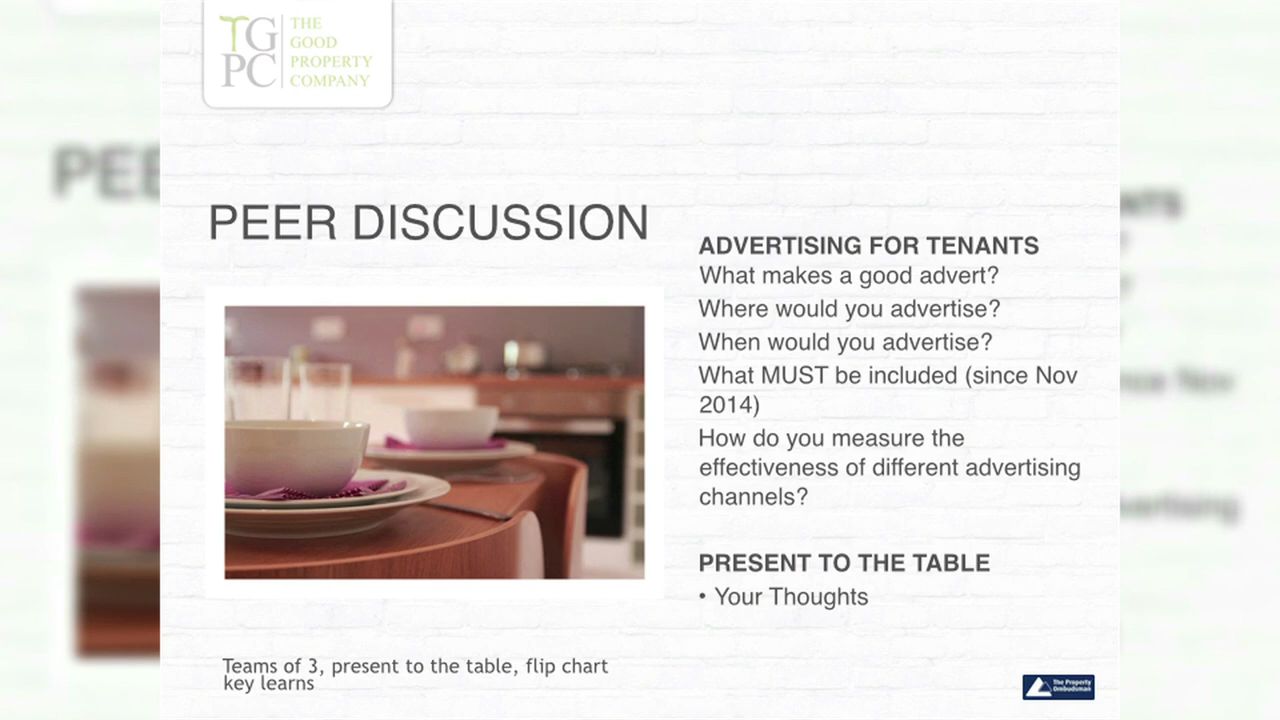 TGPC
THE
GOOD
PROPERTY
COMPANY
PEER DISCUSSION
ADVERTISING FOR TENANTS
What makes a good advert?
Where would you advertise?
When would you advertise?
What MUST be included (since Nov
2014)
How do you measure the
effectiveness of different advertising
channels?
PRESENT TO THE TABLE
• Your Thoughts
Teams of 3, present to the table, flip chart
key learns
The Property
Ombudsman